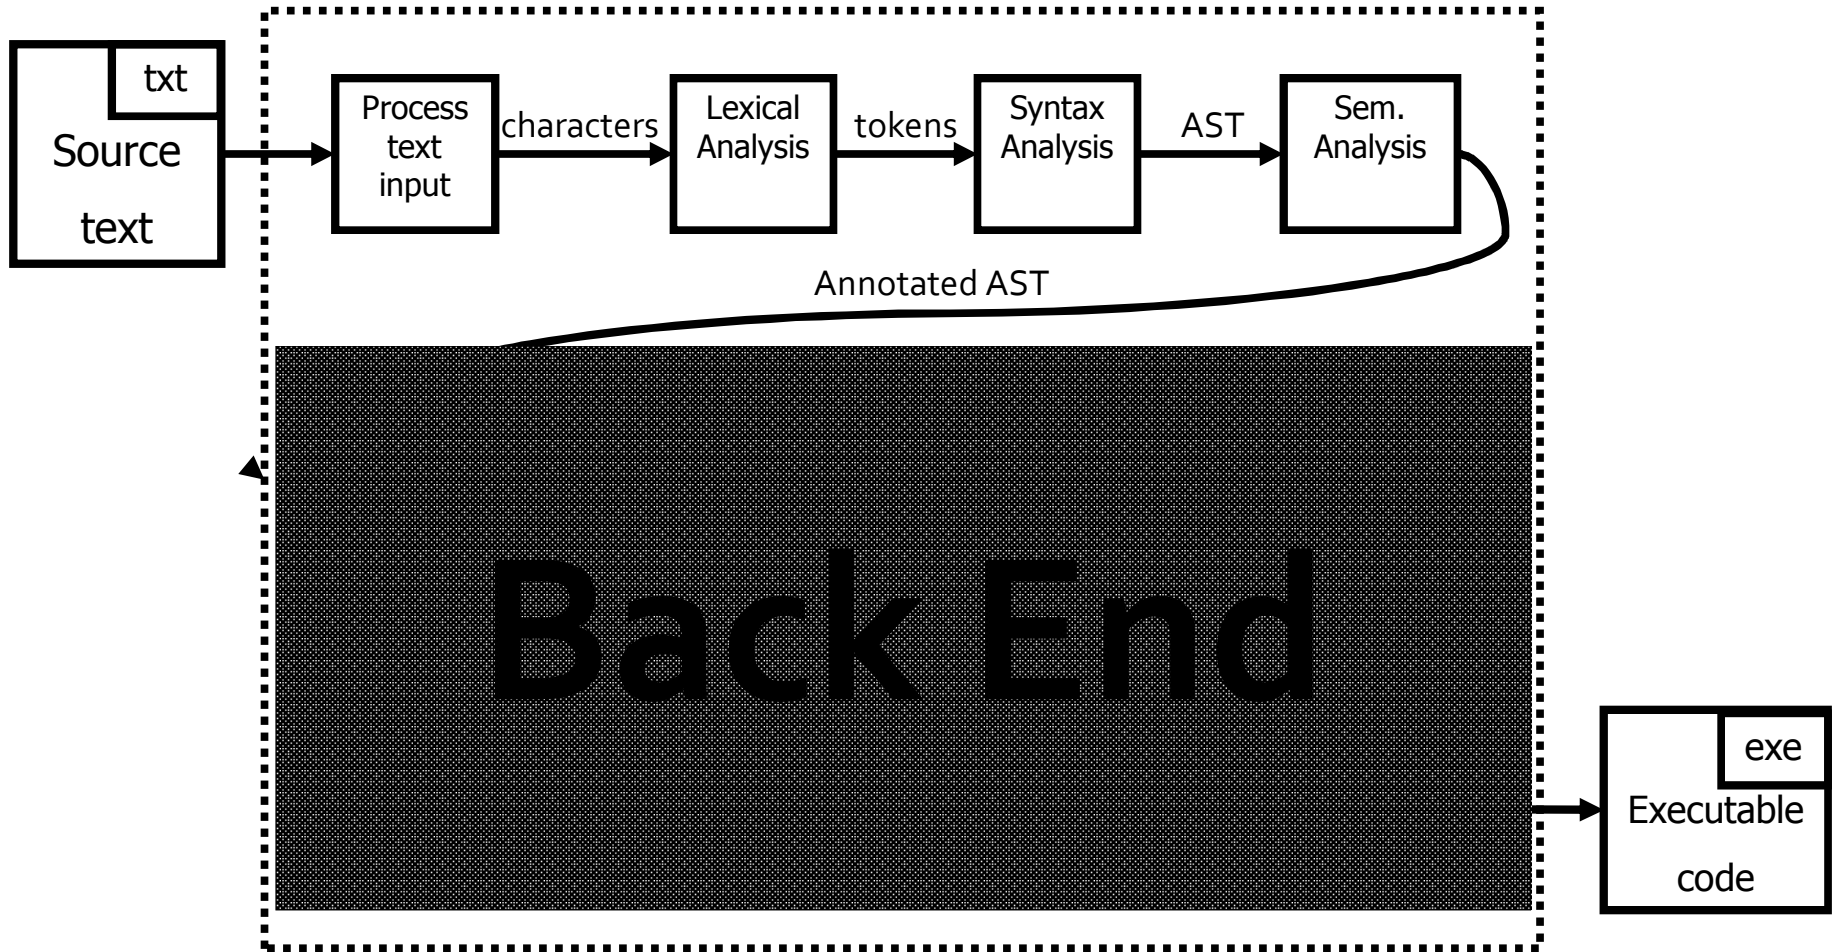 txt
Source
text
Process
text
input
characters
Lexical
Analysis
tokens
Syntax
Analysis
AST
Sem.
Analysis
Annotated AST
Back End
exe
Executable
code